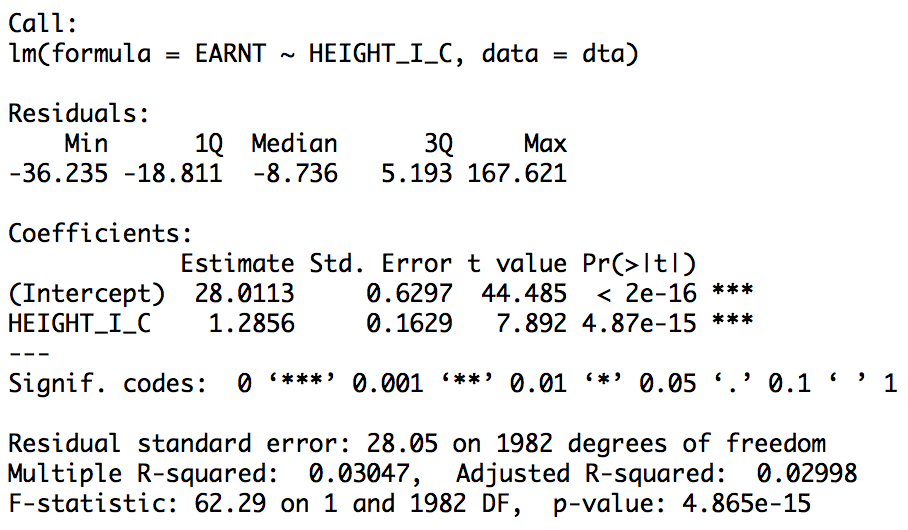 Call:
lm(formula = EARNT ~ HEIGHT_I_C, data = dta)
Residuals:
    Min      1Q  Median      3Q     Max
-36.235 -18.811  -8.736   5.193 167.621
Coefficients:
            Estimate Std. Error t value Pr(>|t|)
(Intercept)  28.0113     0.6297  44.485  < 2e-16 ***
HEIGHT_I_C    1.2856     0.1629   7.892 4.87e-15 ***
---
Signif. codes:  0 ‘***’ 0.001 ‘**’ 0.01 ‘*’ 0.05 ‘.’ 0.1 ‘ ’ 1
Residual standard error: 28.05 on 1982 degrees of freedom
Multiple R-squared:  0.03047,  Adjusted R-squared:  0.02998
F-statistic: 62.29 on 1 and 1982 DF,  p-value: 4.865e-15